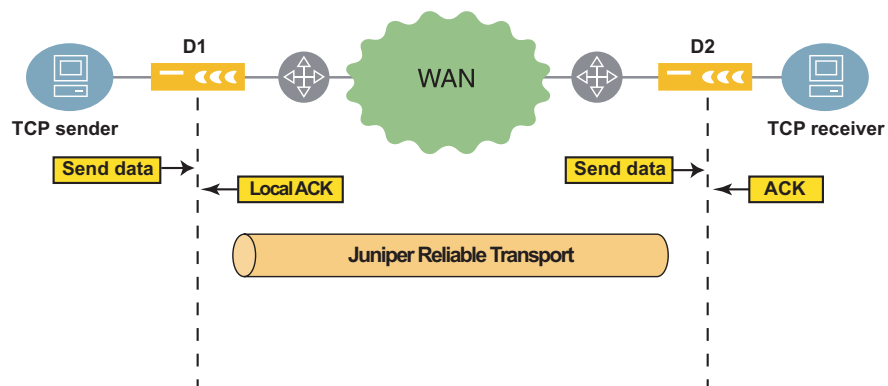 D1
D2
WAN
TCP sender
TCP receiver
Send data
Local ACK
Send data
ACK
Juniper Reliable Transport